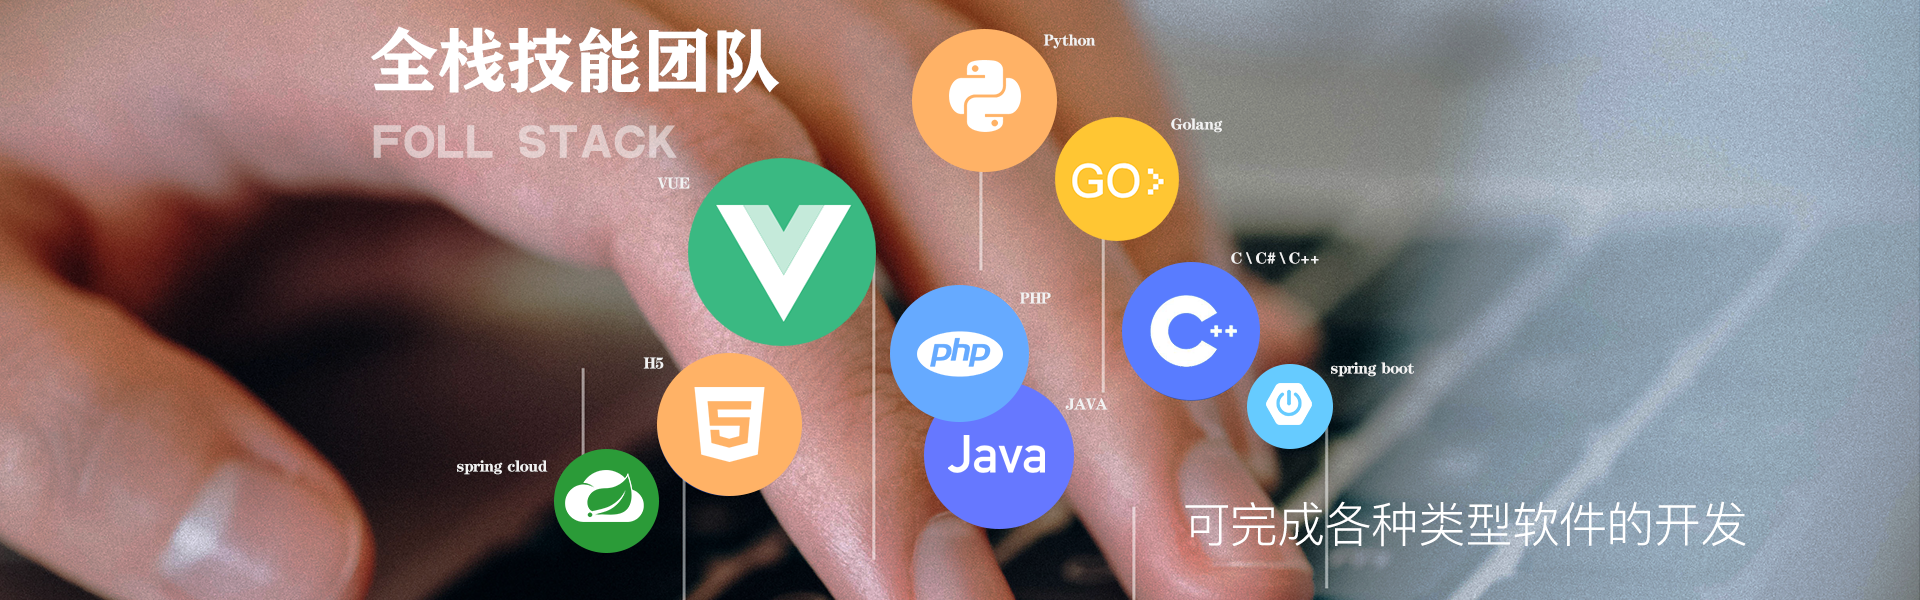 全栈技能团队
FOLL STACK
Python
Golang
GO
VUE
C\C#\C++
C++
PHP
php
H5
5
spring boot
JAVA
Java
spring cloud
可完成各种类型软件的开发